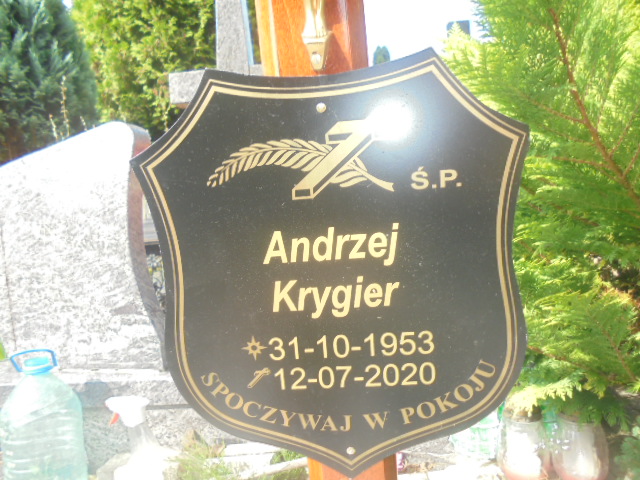 Ś.P.
Andrzej
Krygier
31-10-1953
12-07-2020
SPOCZYWAJ W POKOJU